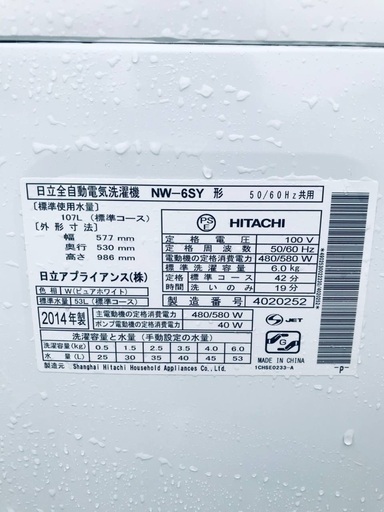 日立全自動電気洗濯機 NW-6SY 形 50/60Hz共用
[標準使用水量]
107L (標準コース)
[外形寸法]
幅 577 mm
奥行 530 mm
高さ 986 mm
日立アプライアンス(株)
色相 W(ピュアホワイト)
標準水量 53L (標準コース)
PS E
HITACHI
定格電圧 100 V
定格周波数 50/60 Hz
電動機の定格消費電力 480/580 W
標準洗濯容量 6.0 kg
標準コース 42 分
洗いのみ 19 分
製造番号 4020252
2014年製
主電動機の定格消費電力 480/580 W
ポンプ電動機の定格消費電力 40 W
S JET
洗濯容量と水量 (手動設定の水量)
洗濯容量(kg) 0.5 1.5 2.5 3.5 4.0 6.0
水量(L) 25 30 35 40 45 53
製造元: Shanghai Hitachi Household Appliances Co., Ltd.
G
1CHSE0233-A
-P-